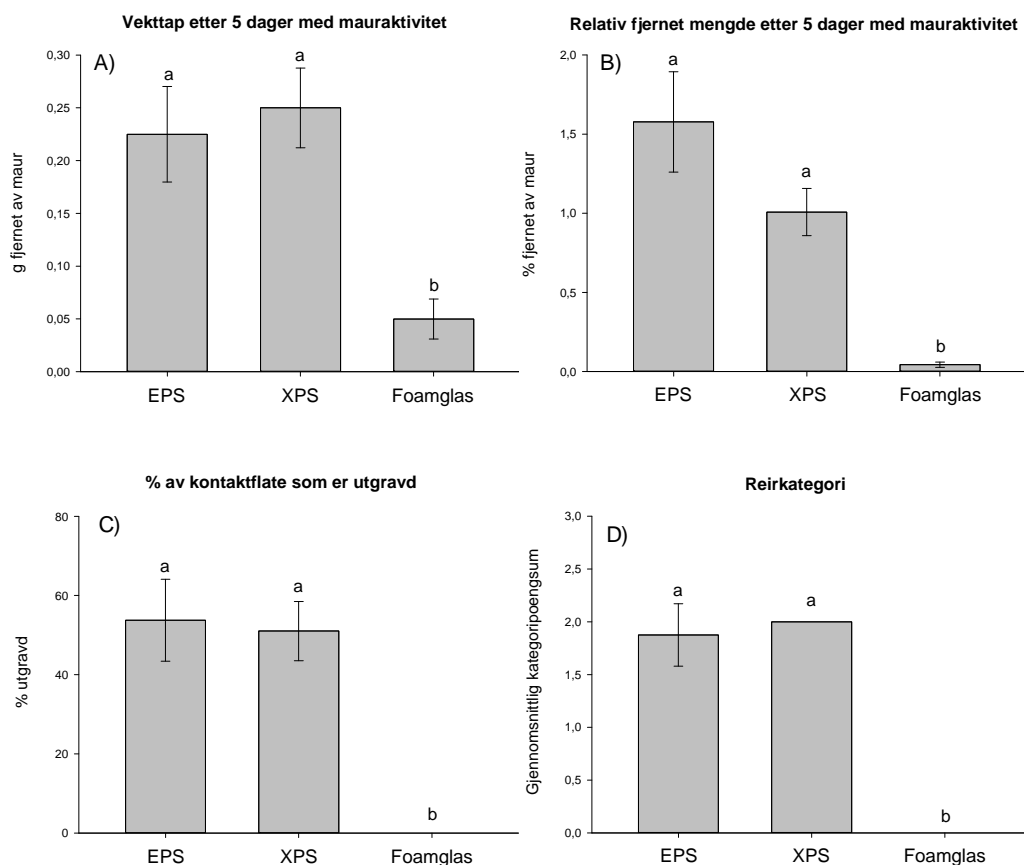 Vekttap etter 5 dager med mauraktivitet
A)
g fjernet av maur
0,30
0,25
0,20
0,15
0,10
0,05
0,00
a
a
b
EPS
XPS
Foamglas
Relativ fjernet mengde etter 5 dager med mauraktivitet
B)
% fjernet av maur
2,0
1,5
1,0
0,5
0,0
a
a
b
EPS
XPS
Foamglas
% av kontaktflate som er utgravd
C)
% utgravd
80
60
40
20
0
a
a
b
EPS
XPS
Foamglas
Reirkategori
D)
Gjennomsnittlig kategoripoengsum
3,0
2,5
2,0
1,5
1,0
0,5
0,0
a
a
b
EPS
XPS
Foamglas